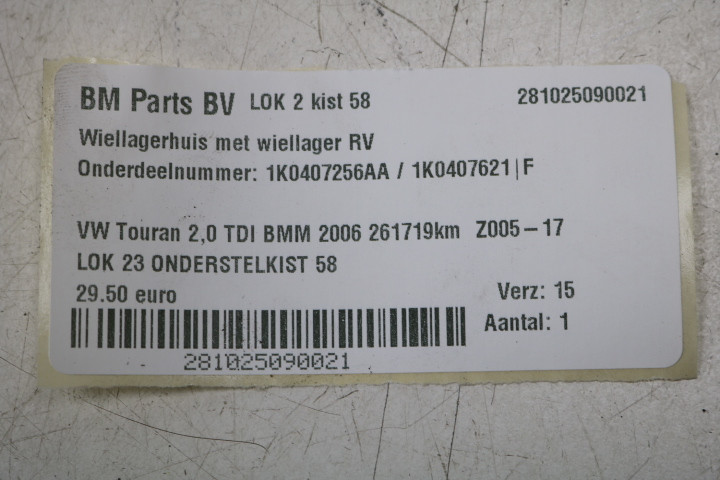 BM Parts BV LOK 2 kist 58 281025090021
Wiellagerhuis met wiellager RV
Onderdeelnummer: 1K0407256AA / 1K0407621|F
VW Touran 2,0 TDI BMM 2006 261719km Z005-17
LOK 23 ONDERSTELKIST 58
29.50 euro Verz: 15
Aantal: 1
281025090021